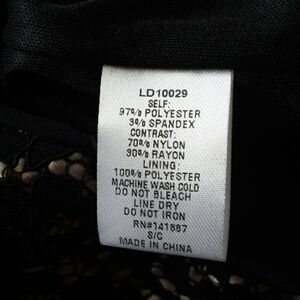 LD10029
SELF:
97% POLYESTER
3% SPANDEX
CONTRAST:
70% NYLON
30% RAYON
LINING:
100% POLYESTER
MACHINE WASH COLD
DO NOT BLEACH
LINE DRY
DO NOT IRON
RN#141887
S/C
MADE IN CHINA